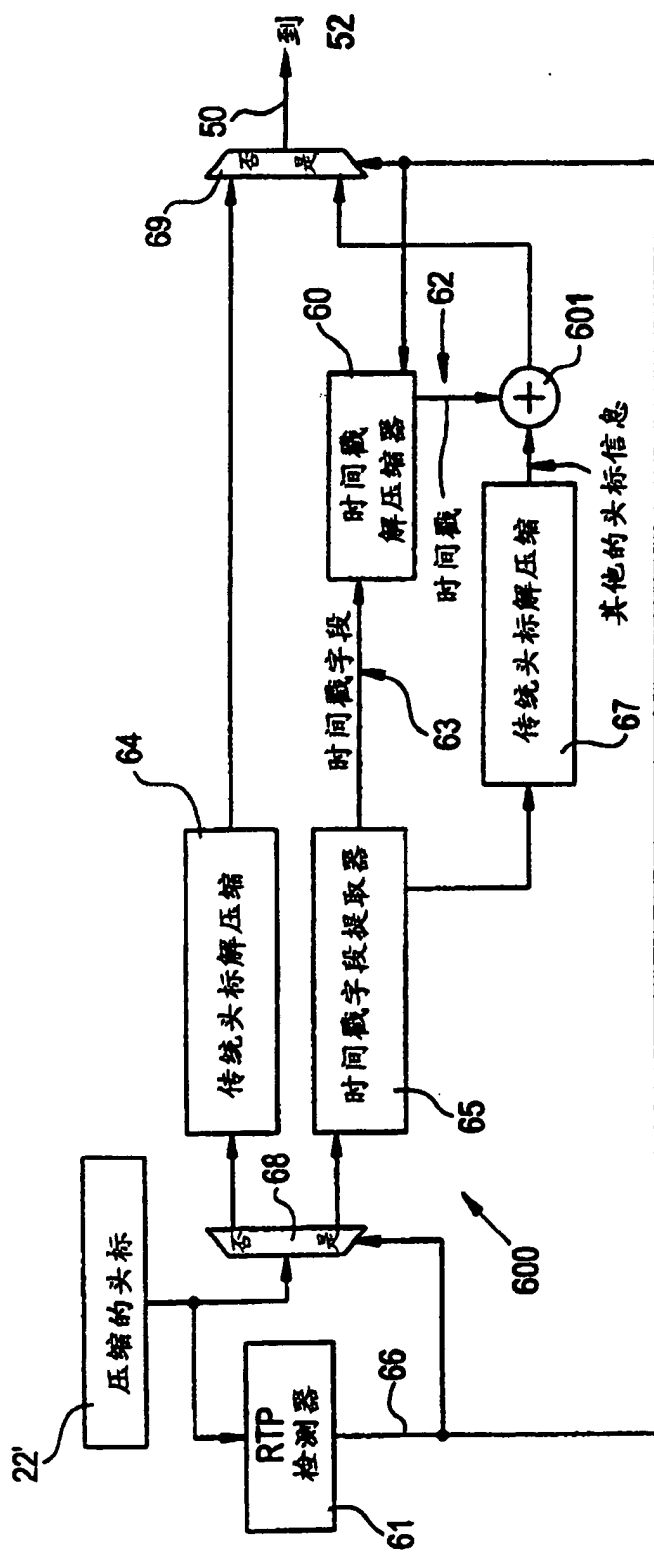 22'
压缩的头标
RTP
检测器
61
66
68
否
是
600
64
传统头标解压缩
时间戳字段提取器
65
时间戳字段
63
60
时间戳
解压缩器
62
时间戳
传统头标解压缩
67
其他的头标信息
601
69
否
是
50
到
52